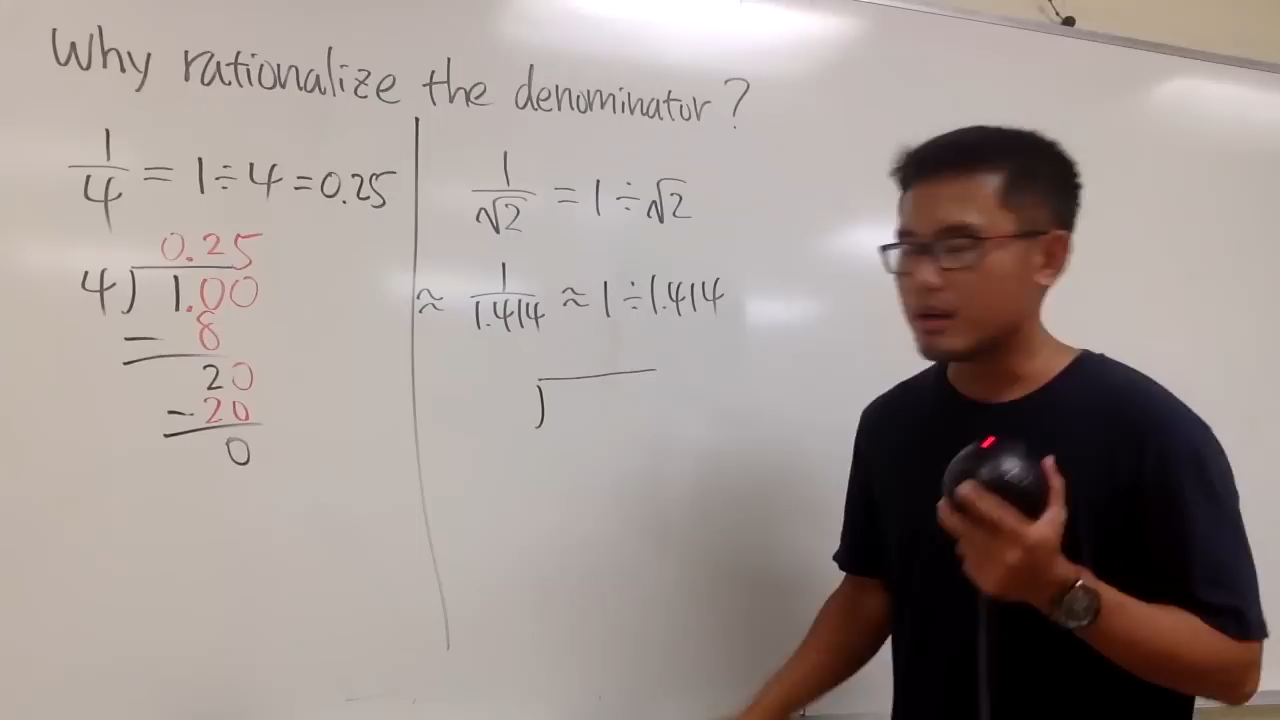 Why rationalize the denominator?
1/4 = 1÷4=0.25
0.25
4) 1.00
- 8
20
-20
0
1/√2 = 1÷√2
≈ 1/1.414 ≈ 1÷1.414